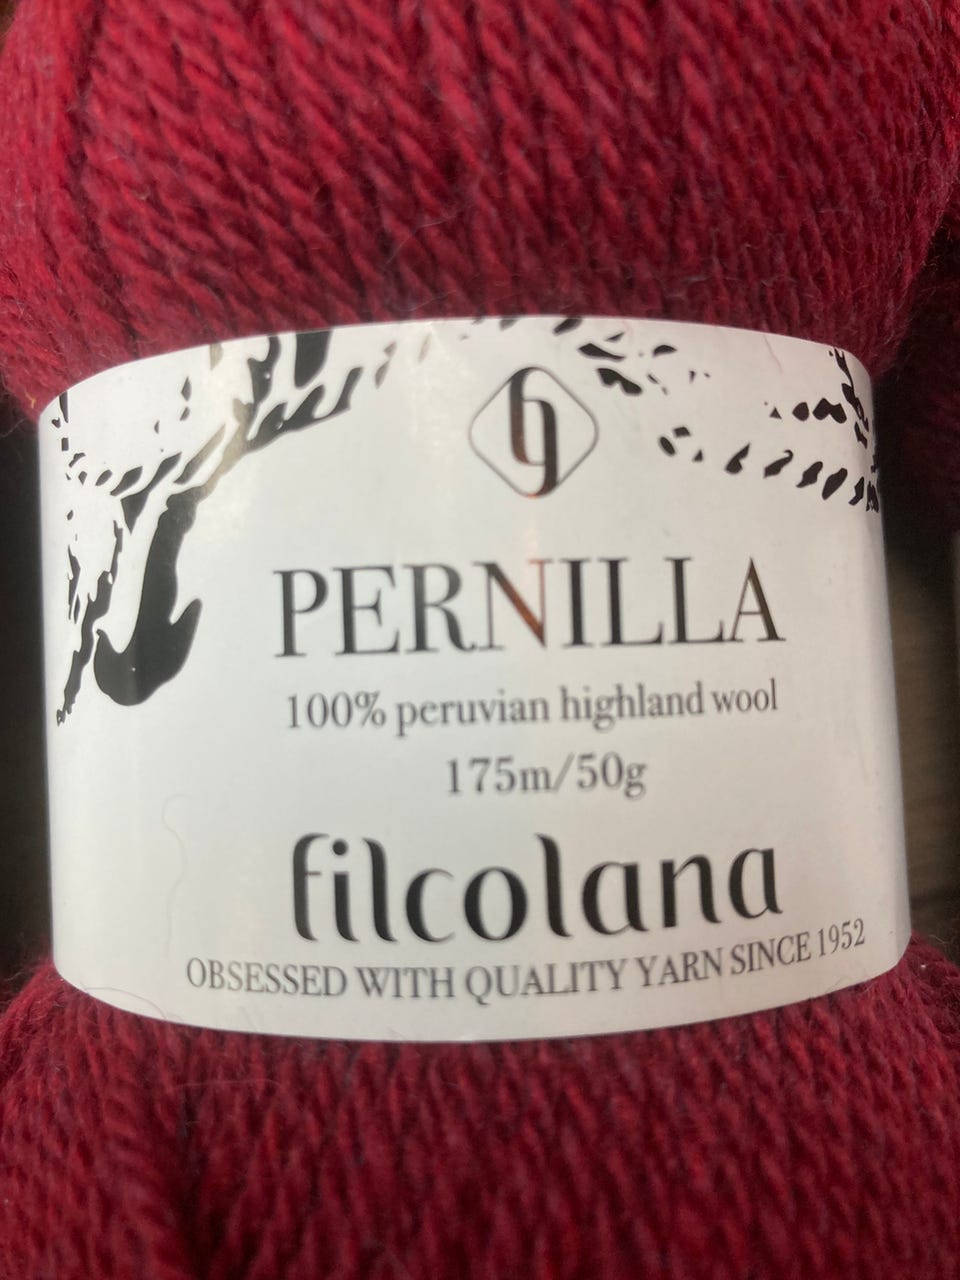 PERNILLA
100% peruvian highland wool
175m/50g
filcolana
OBSESSED WITH QUALITY YARN SINCE 1952